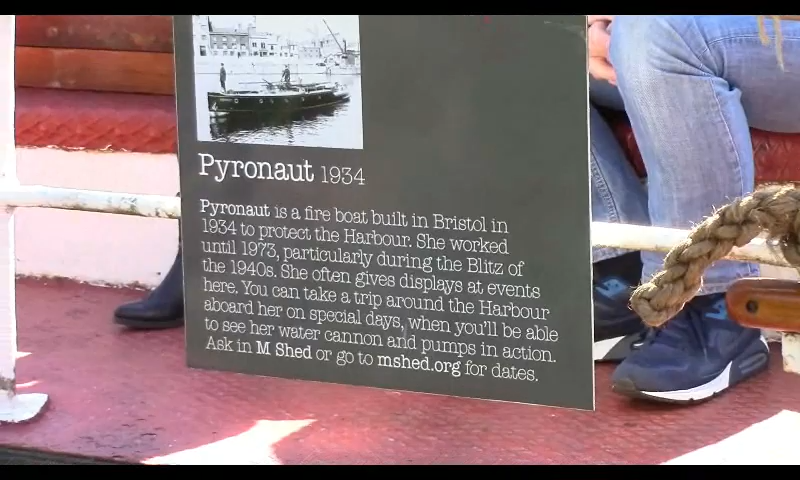 Pyronaut 1934
Pyronaut is a fire boat built in Bristol in
1934 to protect the Harbour. She worked
until 1973, particularly during the Blitz of
the 1940s. She often gives displays at events
here. You can take a trip around the Harbour
aboard her on special days, when you'll be able
to see her water cannon and pumps in action.
Ask in M Shed or go to mshed.org for dates.